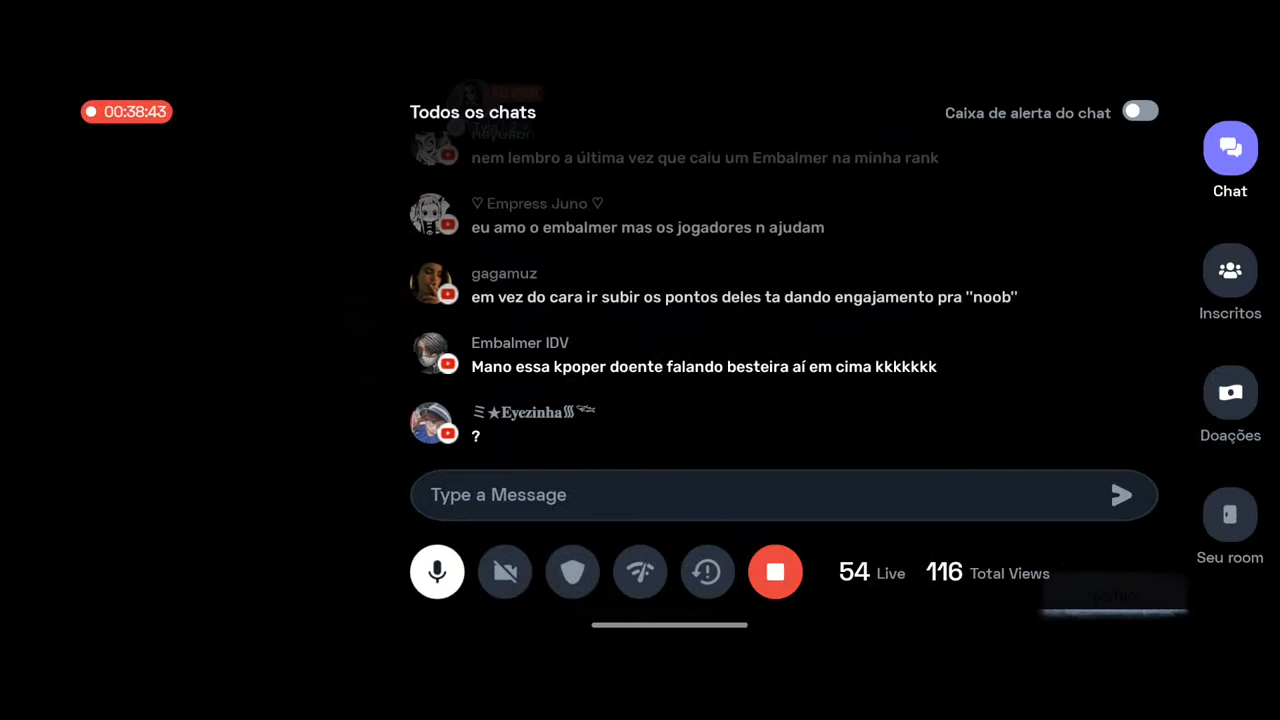 00:38:43
Todos os chats
Caixa de alerta do chat
nem lembro a última vez que caiu um Embalmer na minha rank
♡ Empress Juno ♡
eu amo o embalmer mas os jogadores n ajudam
gagamuz
em vez do cara ir subir os pontos deles ta dando engajamento pra "noob"
Embalmer IDV
Mano essa kpoper doente falando besteira aí em cima kkkkkkk
ミ★𝐄𝐲𝐞𝐳𝐢𝐧𝐡𝐚
?
Type a Message
54 Live 116 Total Views
Chat
Inscritos
Doações
Seu room